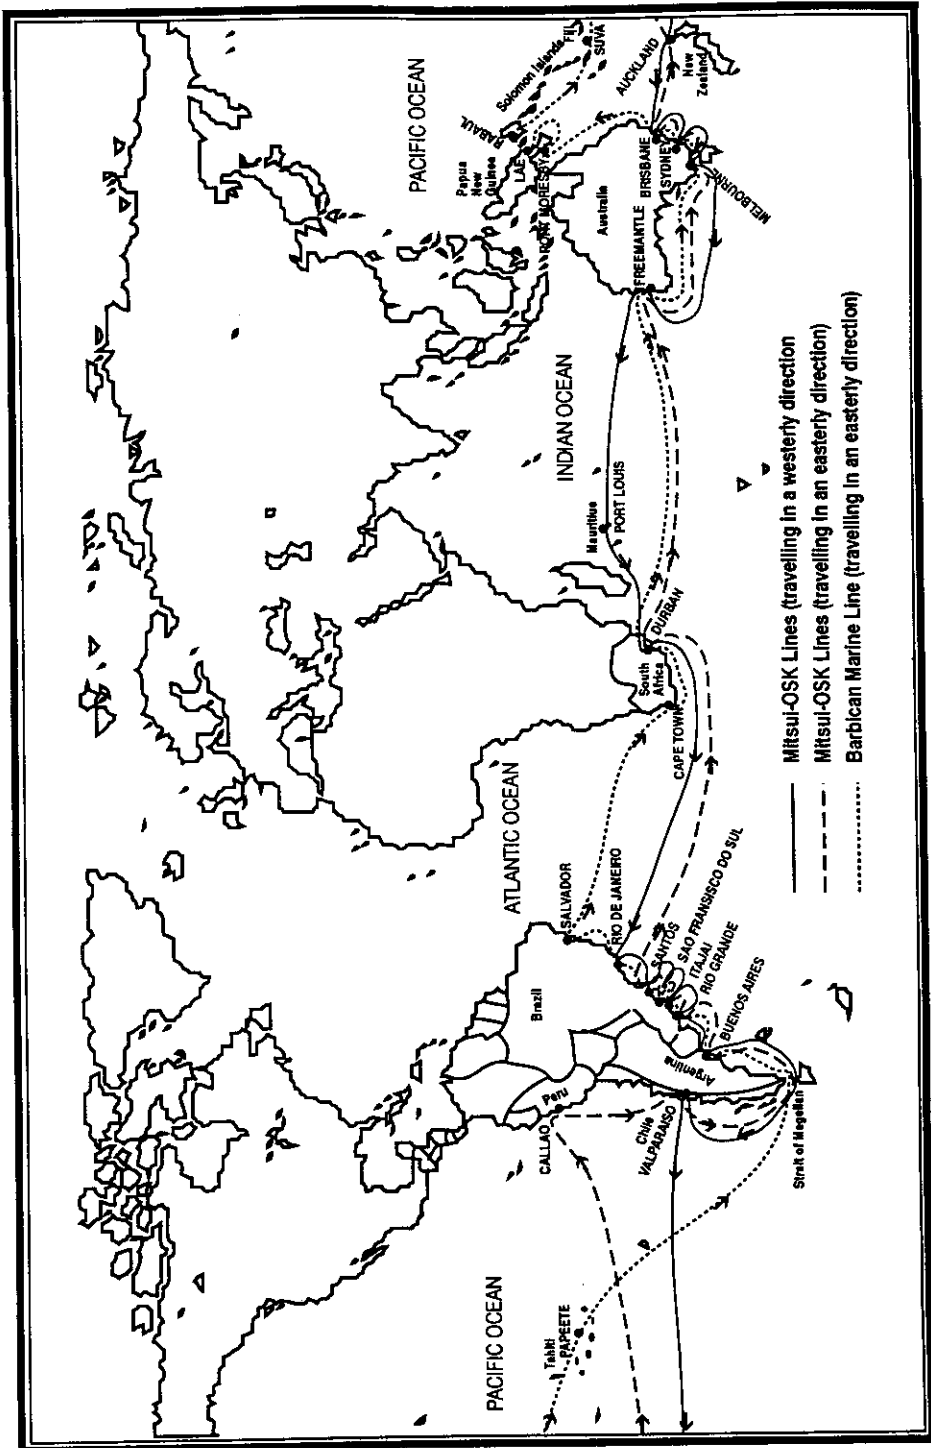 PACIFIC OCEAN
Tahiti
PAPEETE
CALLAO
Peru
Chile
VALPARAISO
Strait of Magellan
Argentina
Brazil
BUENOS AIRES
RIO GRANDE
ITAJAI
SAO FRANSISCO DO SUL
SANTOS
RIO DE JANEIRO
SALVADOR
ATLANTIC OCEAN
CAPE TOWN
South
Africa
DURBAN
Mauritius
PORT LOUIS
INDIAN OCEAN
FREEMANTLE
Australia
BRISBANE
SYDNEY
MELBOURNE
PORT MORESBY
LAE
Papua
New
Guinea
RABAUL
PACIFIC OCEAN
Solomon Islands
Fiji
SUVA
AUCKLAND
New
Zealand
Mitsui-OSK Lines (travelling in a westerly direction
Mitsui-OSK Lines (travelling in an easterly direction)
Barbican Marine Line (travelling in an easterly direction)